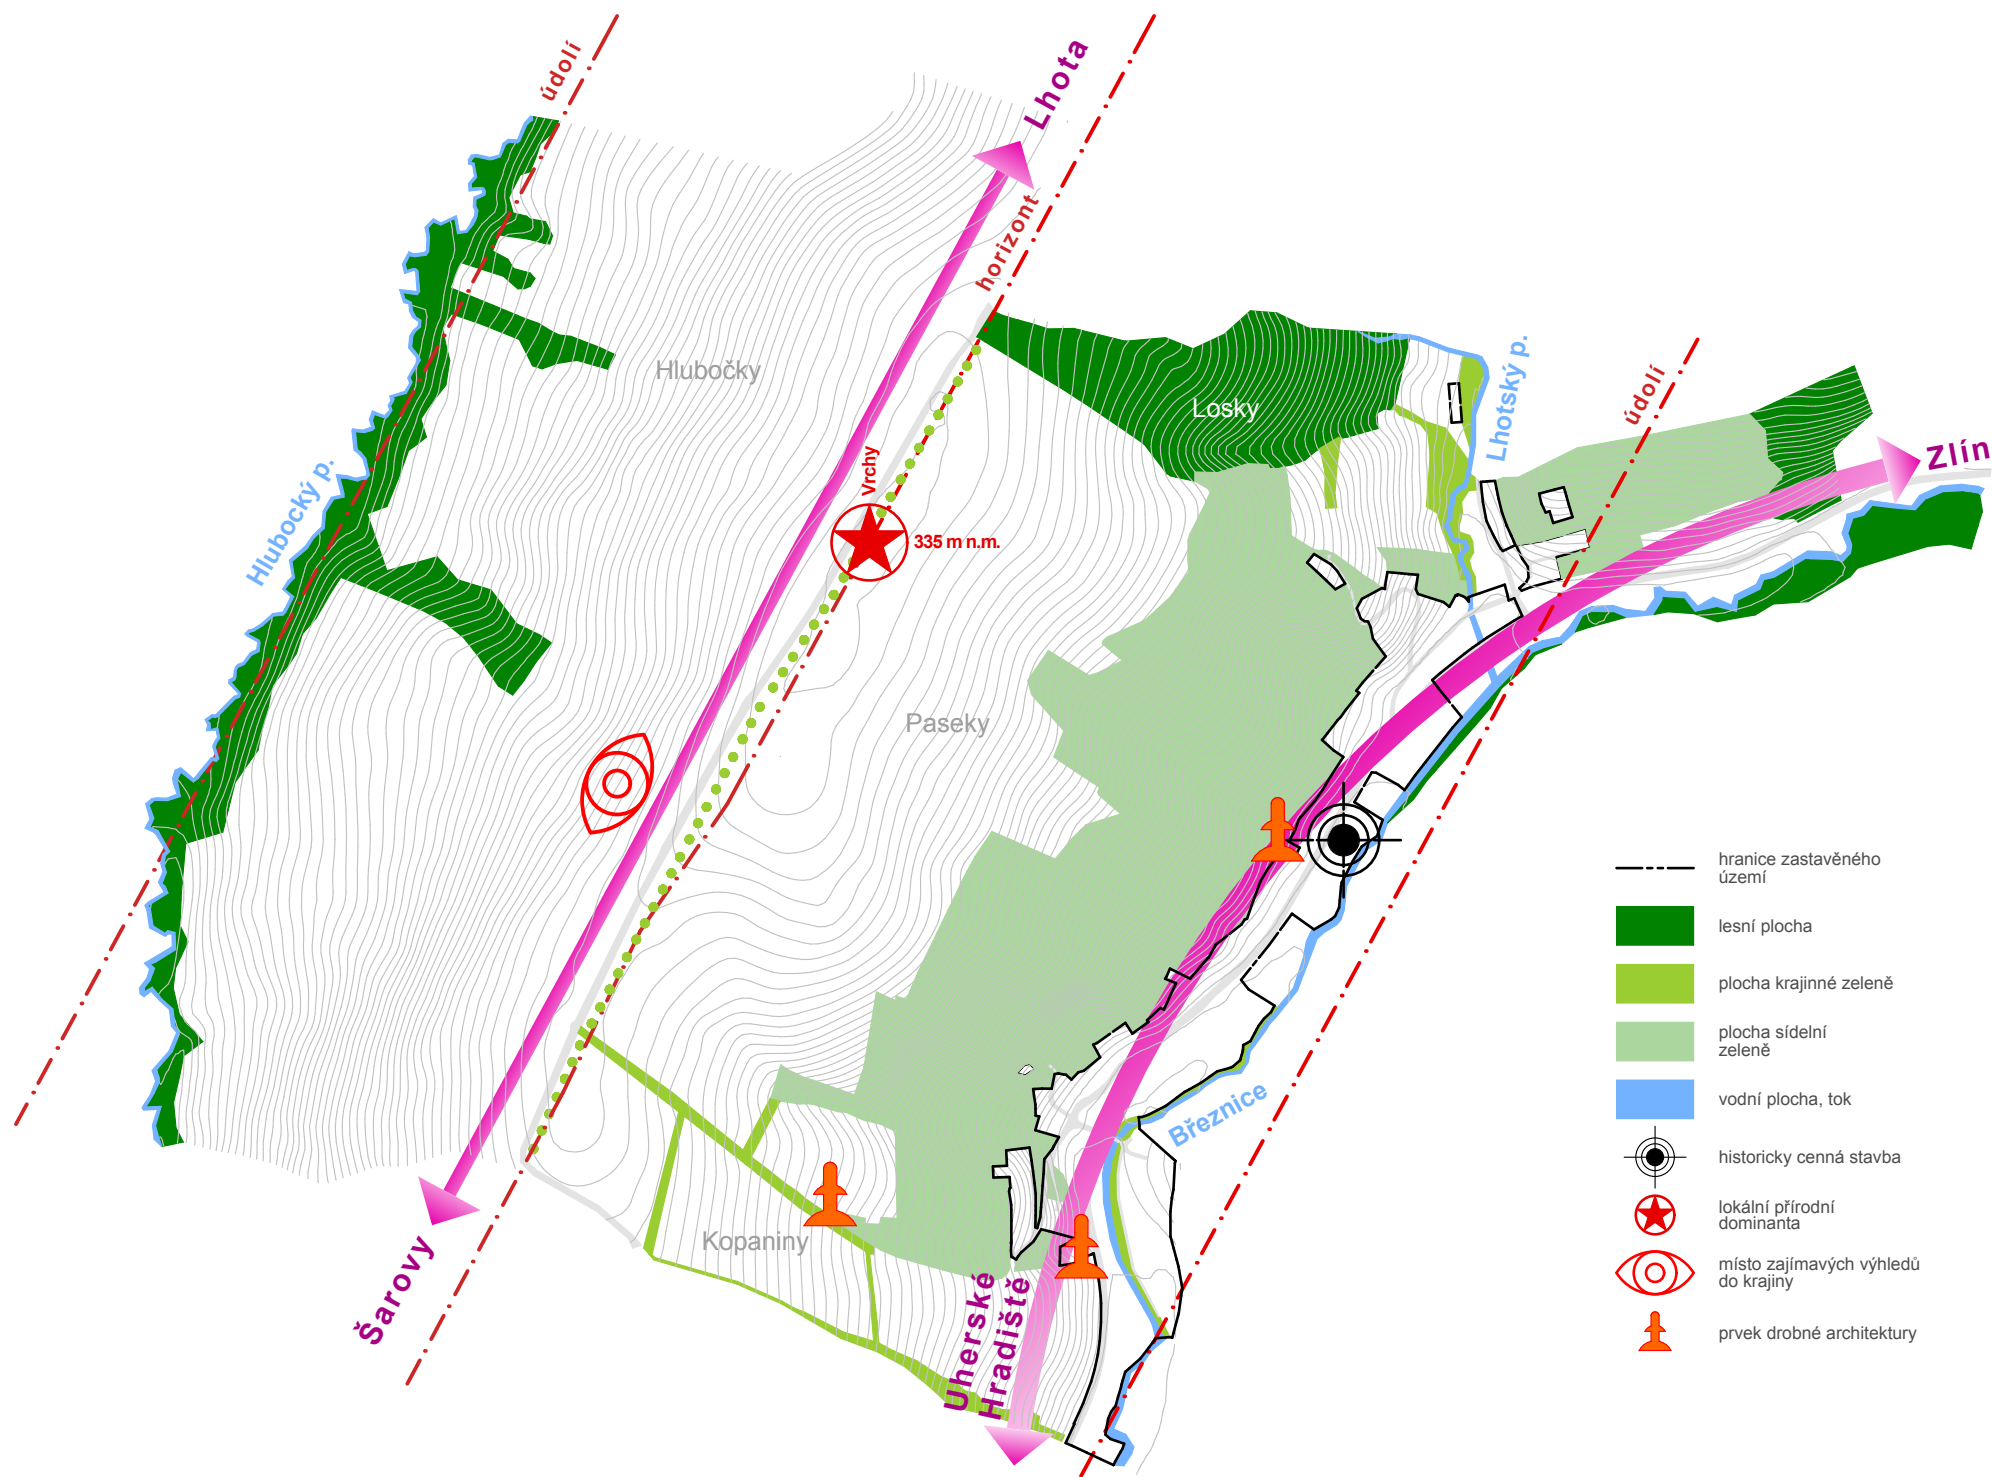 údolí
Lhota
horizont
Hlubočky
Losky
Lhotský p.
údolí
Zlín
Hlubocký p.
Vrchy
335 m n.m.
Paseky
Březnice
Kopaniny
Šarovy
Uherské
Hradiště
hranice zastavěného
území
lesní plocha
plocha krajinné zeleně
plocha sídelní
zeleně
vodní plocha, tok
historicky cenná stavba
lokální přírodní
dominanta
místo zajímavých výhledů
do krajiny
prvek drobné architektury